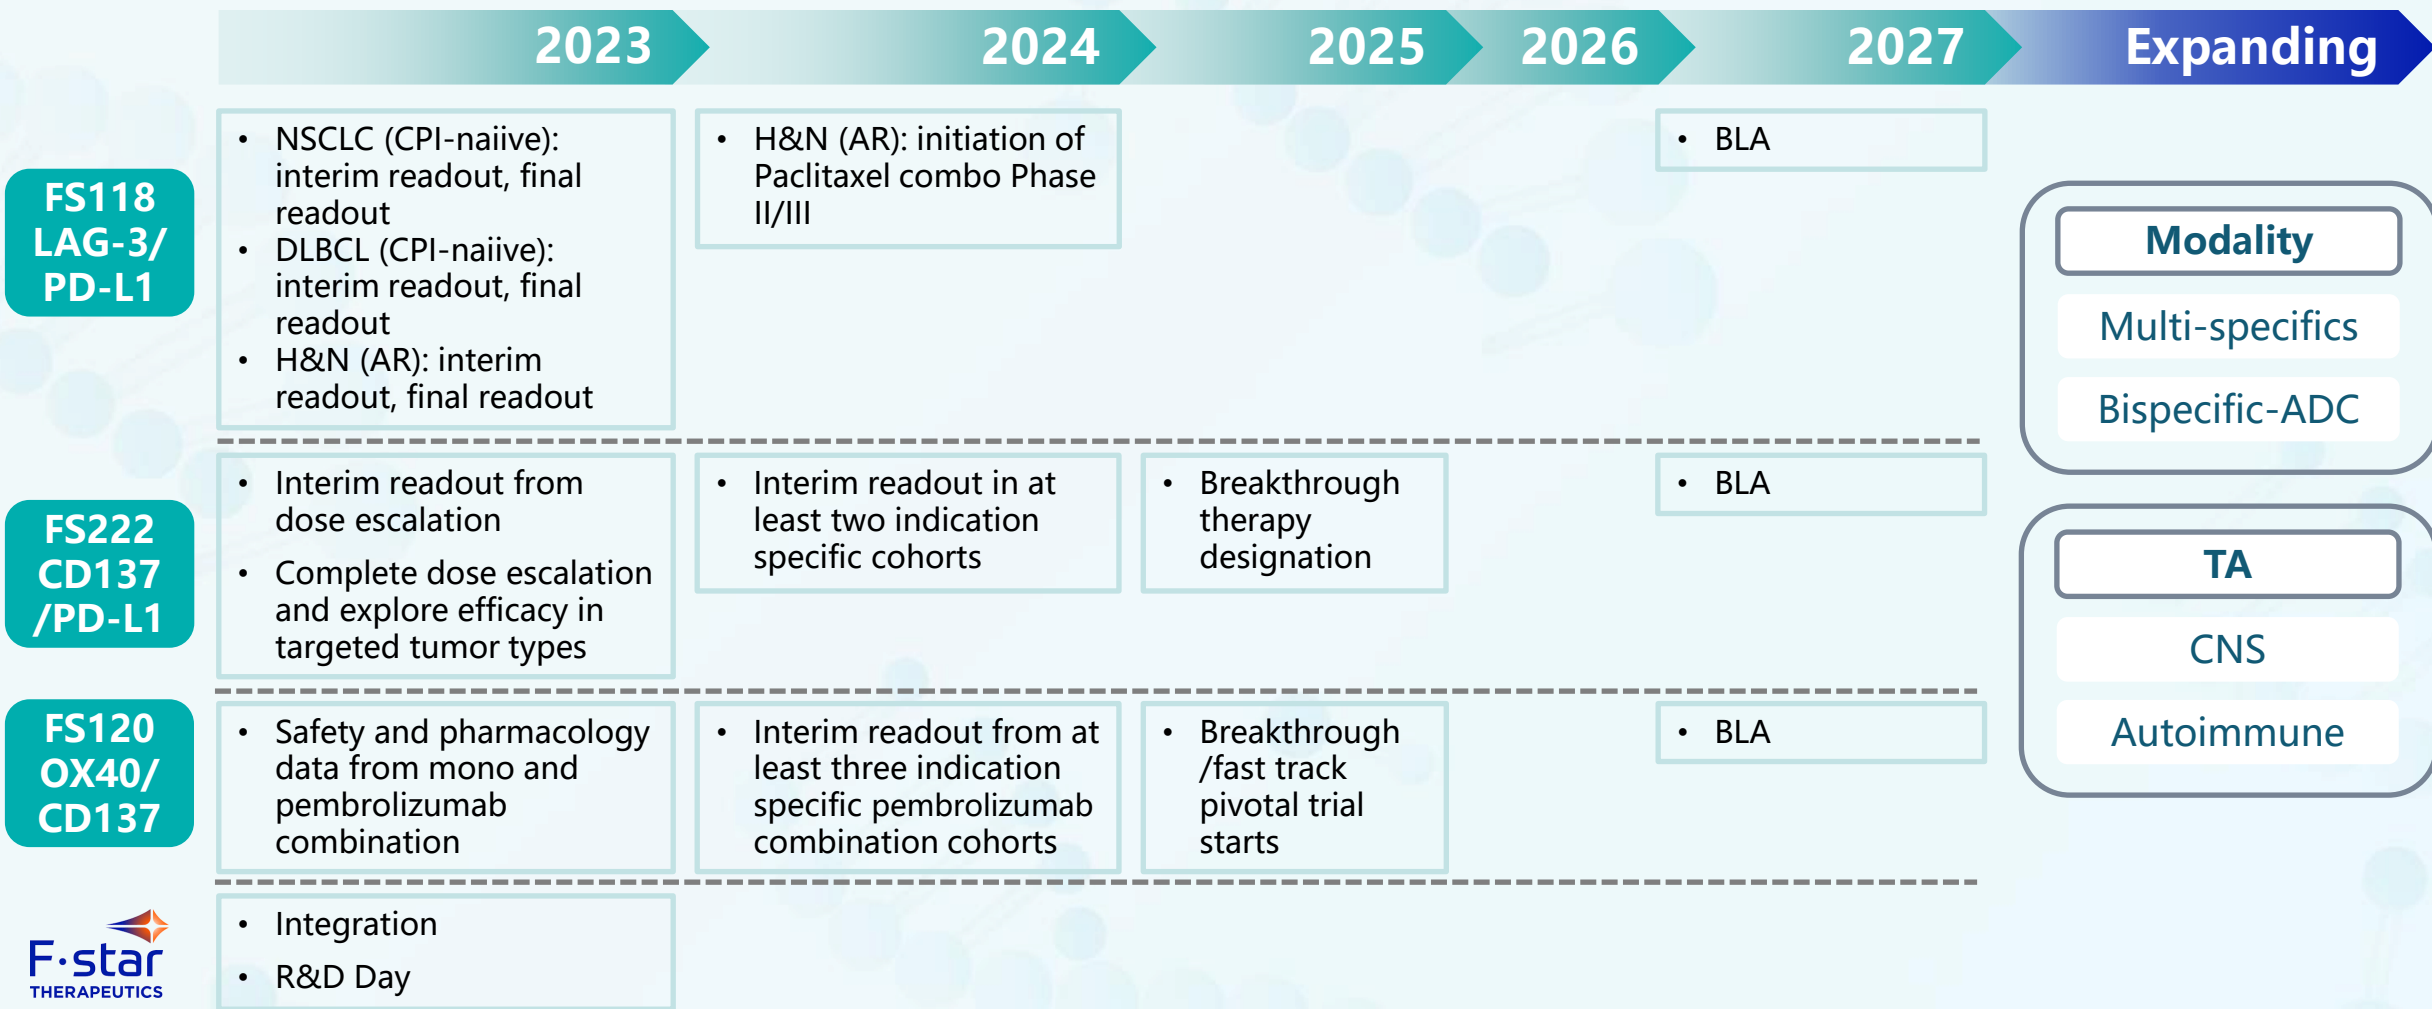 2023
2024
2025
2026
2027
Expanding
FS118
LAG-3/
PD-L1
• NSCLC (CPI-naiive):
interim readout, final
readout
• DLBCL (CPI-naiive):
interim readout, final
readout
• H&N (AR): interim
readout, final readout
• H&N (AR): initiation of
Paclitaxel combo Phase
II/III
• BLA
FS222
CD137
/PD-L1
• Interim readout from
dose escalation
• Complete dose escalation
and explore efficacy in
targeted tumor types
• Interim readout in at
least two indication
specific cohorts
• Breakthrough
therapy
designation
• BLA
FS120
OX40/
CD137
• Safety and pharmacology
data from mono and
pembrolizumab
combination
• Interim readout from at
least three indication
specific pembrolizumab
combination cohorts
• Breakthrough
/fast track
pivotal trial
starts
• BLA
F·star
THERAPEUTICS
• Integration
• R&D Day
Modality
Multi-specifics
Bispecific-ADC
TA
CNS
Autoimmune